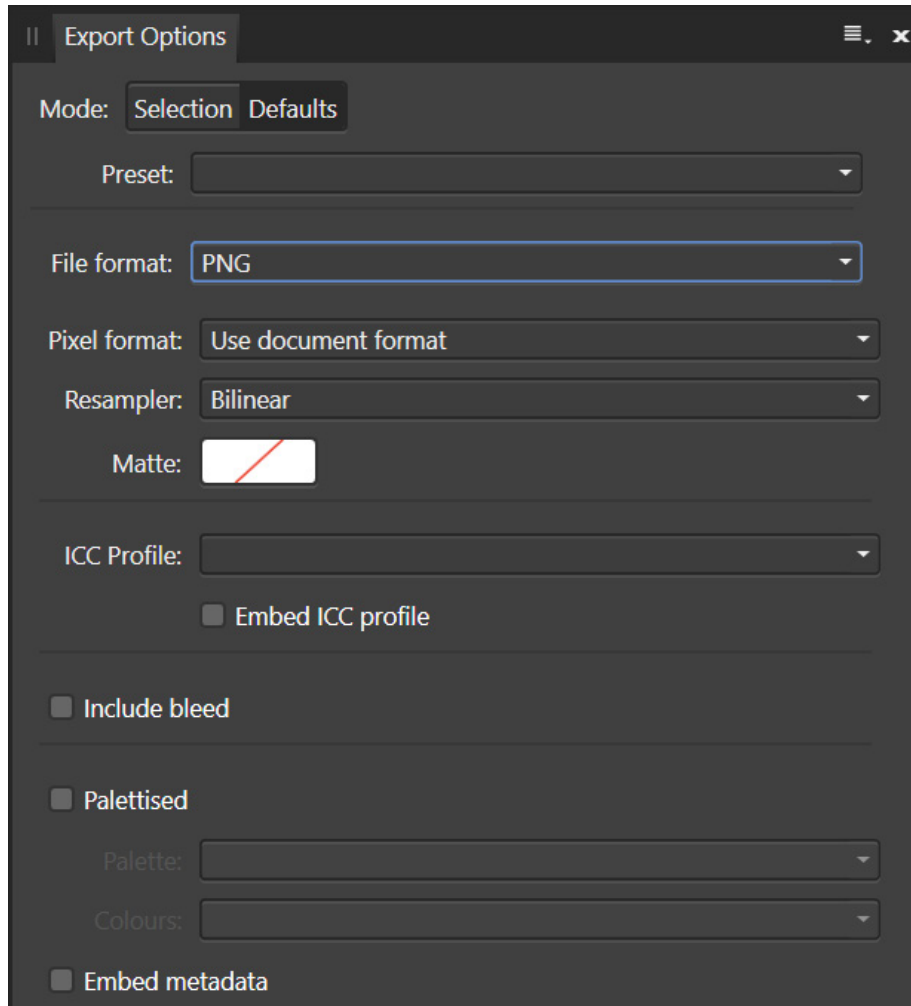 Export Options
Mode: Selection Defaults
Preset:
File format: PNG
Pixel format: Use document format
Resampler: Bilinear
Matte:
ICC Profile:
Embed ICC profile
Include bleed
Palettised
Palette:
Colours:
Embed metadata